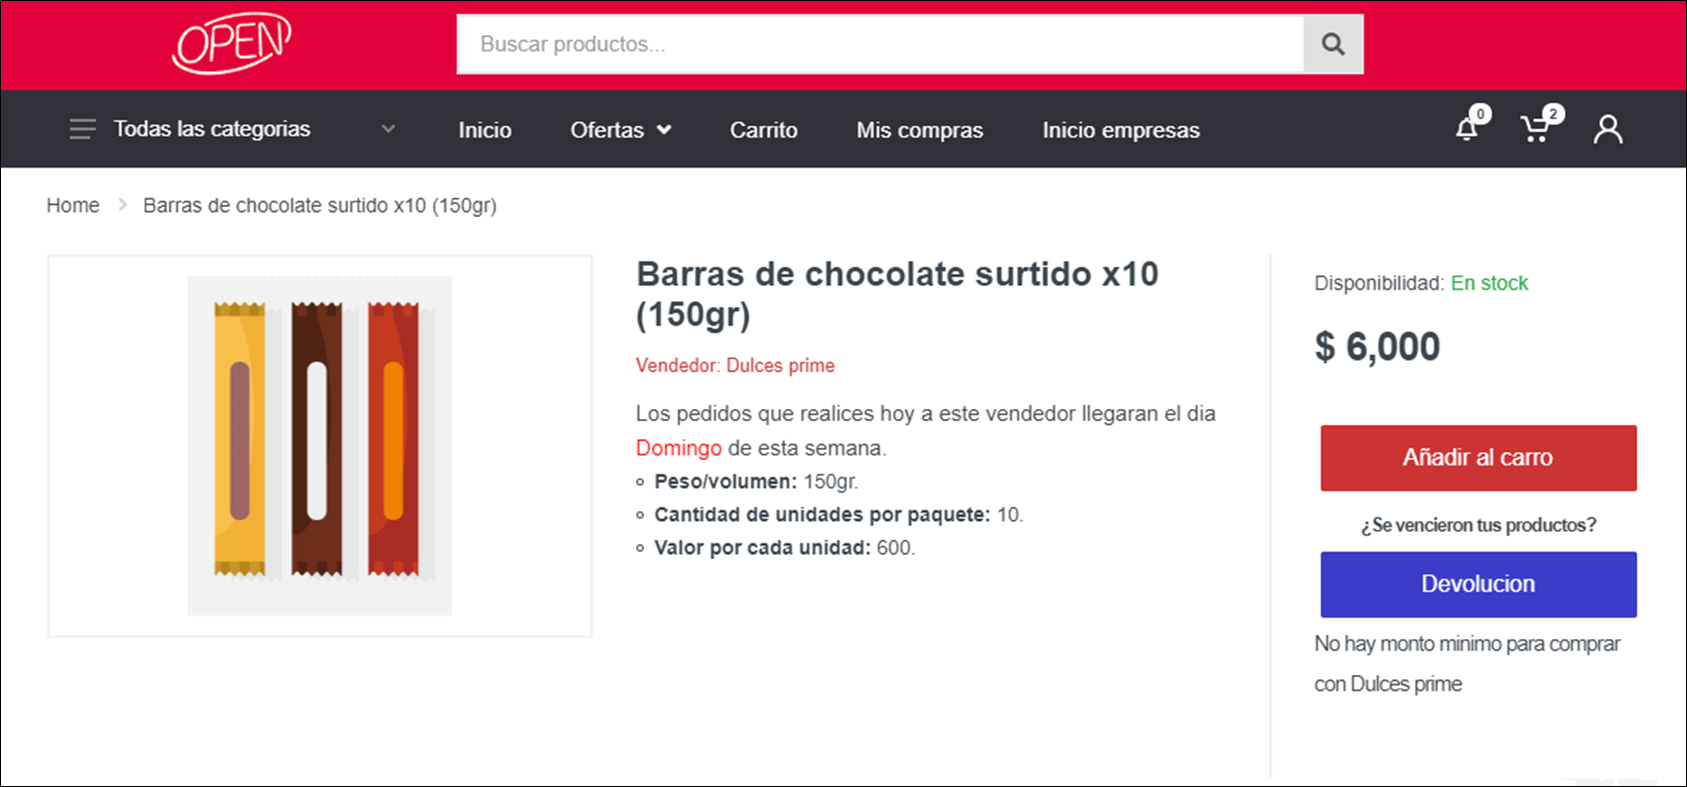 OPEN
Buscar productos...
Todas las categorias
Inicio
Ofertas
Carrito
Mis compras
Inicio empresas
0
2
Home
Barras de chocolate surtido x10 (150gr)
Barras de chocolate surtido x10
(150gr)
Vendedor: Dulces prime
Los pedidos que realices hoy a este vendedor llegaran el dia
Domingo de esta semana.
Peso/volumen: 150gr.
Cantidad de unidades por paquete: 10.
Valor por cada unidad: 600.
Disponibilidad: En stock
$ 6,000
Añadir al carro
¿Se vencieron tus productos?
Devolucion
No hay monto minimo para comprar
con Dulces prime